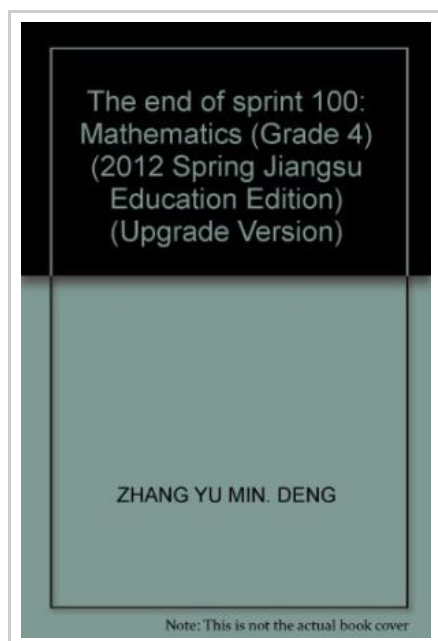 The end of sprint 100:
Mathematics (Grade 4)
(2012 Spring Jiangsu
Education Edition)
(Upgrade Version)
ZHANG YU MIN. DENG
Note: This is not the actual book cover